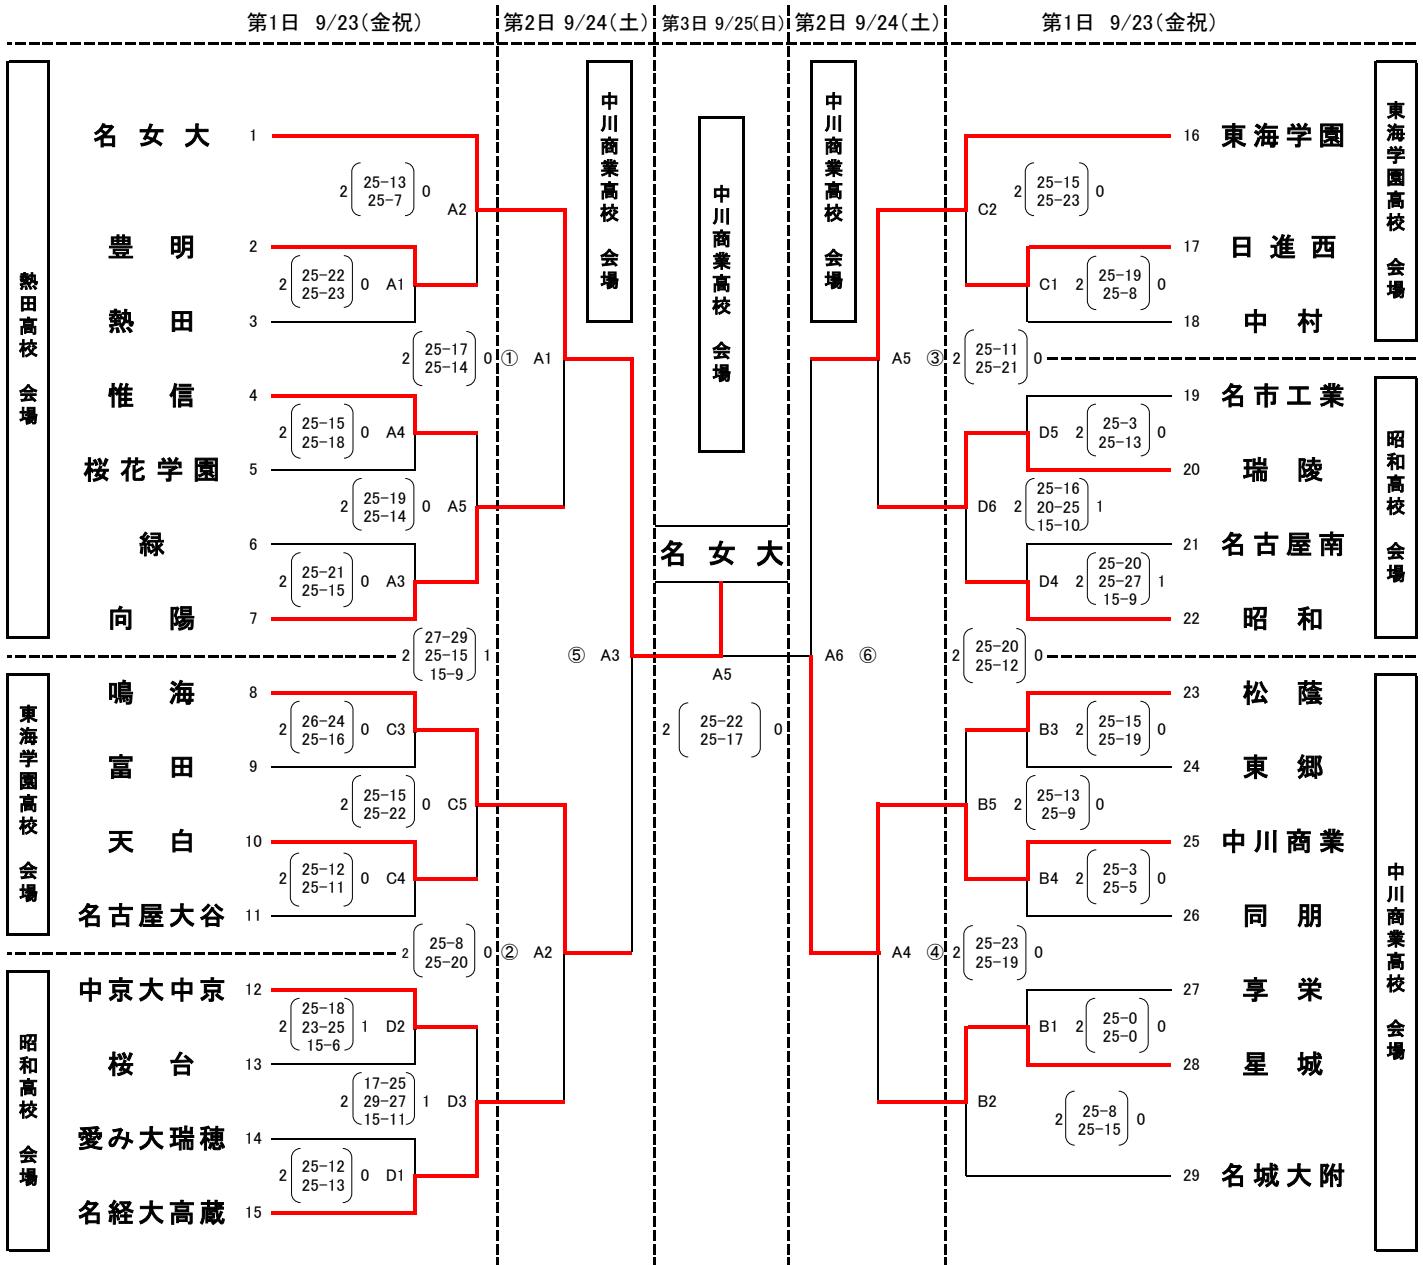 第1日 9/23(金祝)
第2日 9/24(土)
第3日 9/25(日)
第2日 9/24(土)
第1日 9/23(金祝)
熱田高校 会場
名女大 1
2 25-13 0 A2
25-7
豊明 2
2 25-22 0 A1
25-23
熱田 3
2 25-17 0 ① A1
25-14
惟信 4
2 25-15 0 A4
25-18
桜花学園 5
2 25-19 0 A5
25-14
緑 6
2 25-21 0 A3
25-15
向陽 7
27-29
2 25-15 1
15-9
⑤ A3
東海学園高校 会場
鳴海 8
2 26-24 0 C3
25-16
富田 9
2 25-15 0 C5
25-22
天白 10
2 25-12 0 C4
25-11
名古屋大谷 11
2 25-8 0 ② A2
25-20
昭和高校 会場
中京大中京 12
25-18
2 23-25 1 D2
15-6
桜台 13
17-25
2 29-27 1 D3
15-11
愛み大瑞穂 14
2 25-12 0 D1
25-13
名経大高蔵 15
中川商業高校 会場
中川商業高校 会場
中川商業高校 会場
名女大
A5
2 25-22 0
25-17
東海学園高校 会場
16 東海学園
C2 2 25-15 0
25-23
17 日進西
C1 2 25-19 0
25-8
18 中村
A5 ③ 2 25-11 0
25-21
昭和高校 会場
19 名市工業
D5 2 25-3 0
25-13
20 瑞陵
25-16
D6 2 20-25 1
15-10
21 名古屋南
25-20
D4 2 25-27 1
15-9
22 昭和
A6 ⑥ 2 25-20 0
25-12
中川商業高校 会場
23 松蔭
B3 2 25-15 0
25-19
24 東郷
B5 2 25-13 0
25-9
25 中川商業
B4 2 25-3 0
25-5
26 同朋
A4 ④ 2 25-23 0
25-19
27 享栄
B1 2 25-0 0
25-0
28 星城
B2
2 25-8 0
25-15
29 名城大附